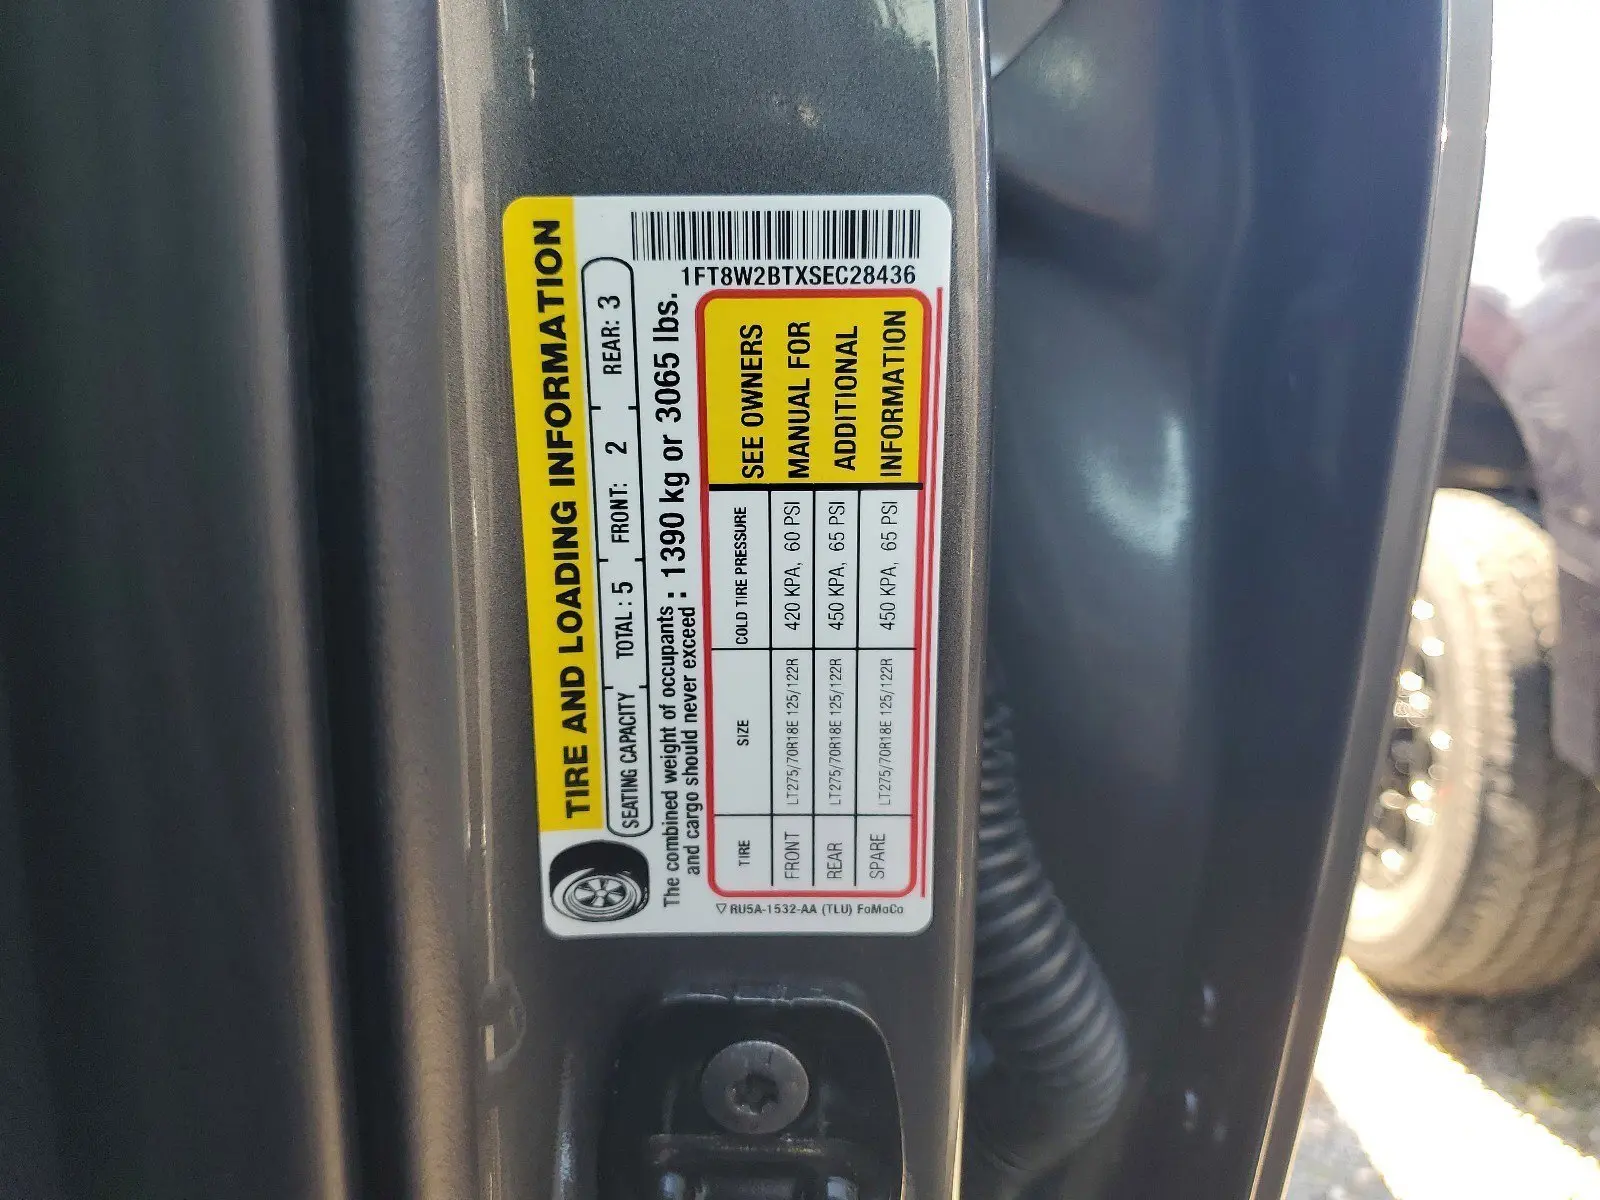 TIRE AND LOADING INFORMATION
SEATING CAPACITY TOTAL : 5 FRONT: 2 REAR: 3
The combined weight of occupants
and cargo should never exceed : 1390 kg or 3065 lbs.
1FT8W2BTXSEC28436
TIRE SIZE COLD TIRE PRESSURE
FRONT LT275/70R18E 125/122R 420 KPA, 60 PSI
REAR LT275/70R18E 125/122R 450 KPA, 65 PSI
SPARE LT275/70R18E 125/122R 450 KPA, 65 PSI
SEE OWNERS
MANUAL FOR
ADDITIONAL
INFORMATION
RU5A-1532-AA (TLU) FoMoCo